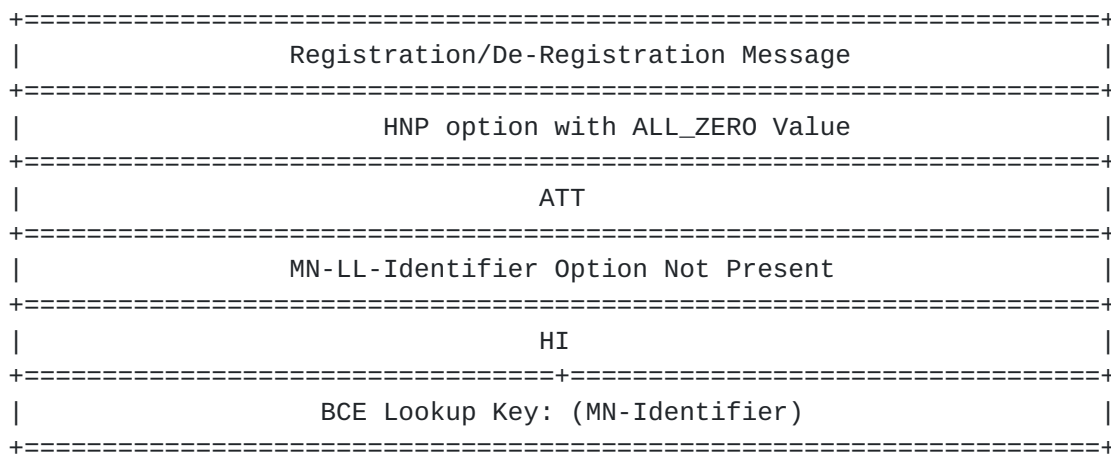 +=====================================================================+
|                 Registration/De-Registration Message                |
+=====================================================================+
|                       HNP option with ALL_ZERO Value                |
+=====================================================================+
|                                 ATT                                 |
+=====================================================================+
|                 MN-LL-Identifier Option Not Present                 |
+=====================================================================+
|                                 HI                                  |
+==================================+==================================+
|                   BCE Lookup Key: (MN-Identifier)                   |
+=====================================================================+